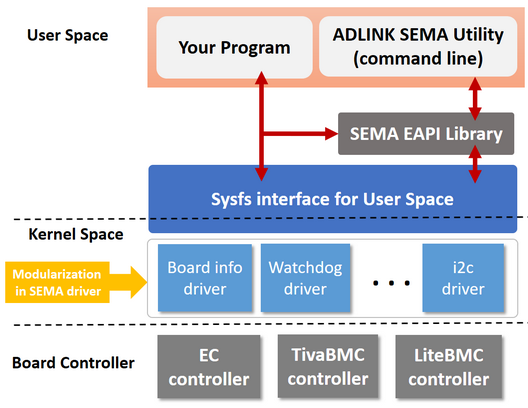 User Space
Your Program
ADLINK SEMA Utility
(command line)
SEMA EAPI Library
Sysfs interface for User Space
Kernel Space
Modularization
in SEMA driver
Board info
driver
Watchdog
driver
• • •
i2c
driver
Board Controller
EC
controller
TivaBMC
controller
LiteBMC
controller